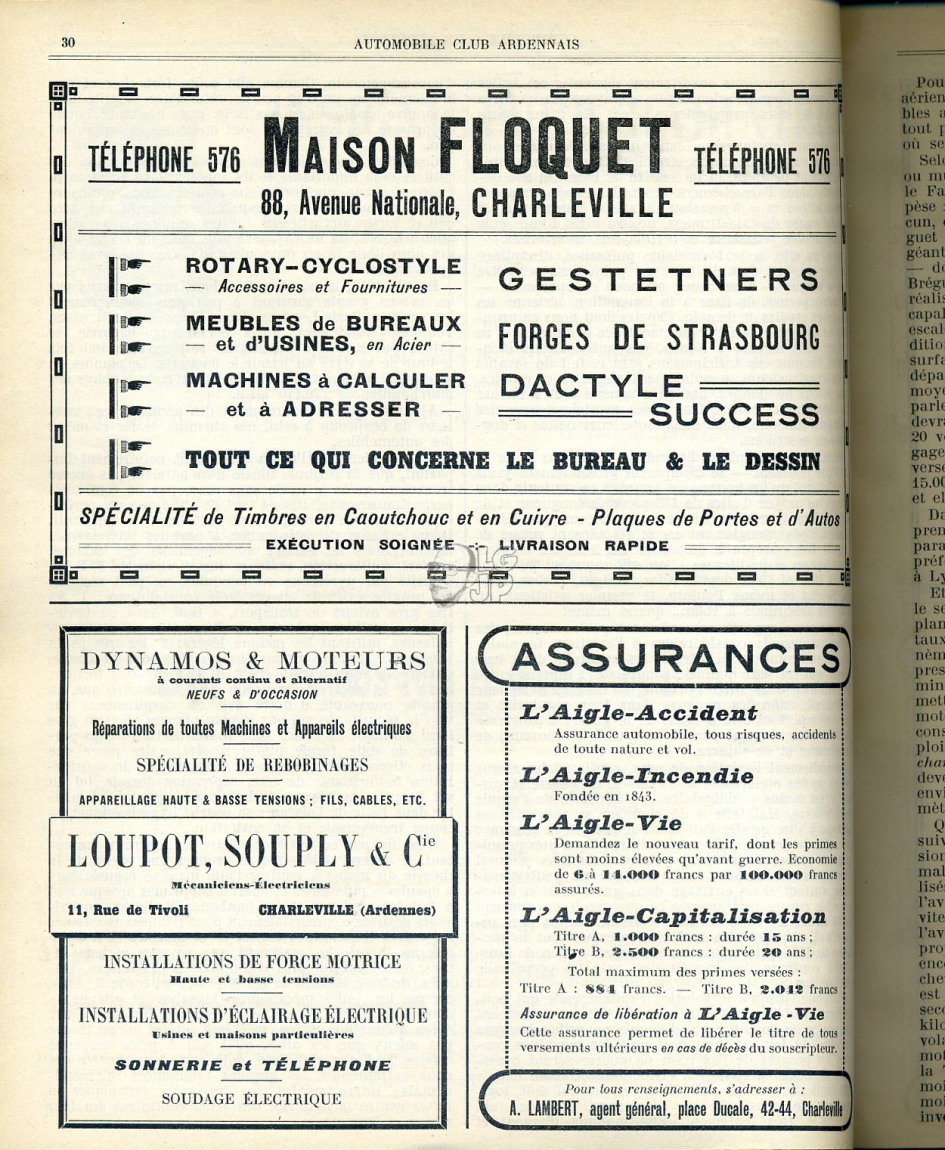 30
AUTOMOBILE CLUB ARDENNAIS
TÉLÉPHONE 576
MAISON FLOQUET
TÉLÉPHONE 576
88, Avenue Nationale, CHARLEVILLE
ROTARY-CYCLOSTYLE
— Accessoires et Fournitures —
GESTETNERS
MEUBLES de BUREAUX
— et d'USINES, en Acier —
FORGES DE STRASBOURG
MACHINES à CALCULER
— et à ADRESSER —
DACTYLE
SUCCESS
TOUT CE QUI CONCERNE LE BUREAU & LE DESSIN
SPÉCIALITÉ de Timbres en Caoutchouc et en Cuivre - Plaques de Portes et d'Autos
EXÉCUTION SOIGNÉE -:- LIVRAISON RAPIDE
LG
JP
DYNAMOS & MOTEURS
à courants continu et alternatif
NEUFS & D'OCCASION
Réparations de toutes Machines et Appareils électriques
SPÉCIALITÉ DE REBOBINAGES
APPAREILLAGE HAUTE & BASSE TENSIONS ; FILS, CABLES, ETC.
LOUPOT, SOUPLY & Cie
Mécaniciens-Électriciens
11, Rue de Tivoli CHARLEVILLE (Ardennes)
INSTALLATIONS DE FORCE MOTRICE
Haute et basse tensions
INSTALLATIONS D'ÉCLAIRAGE ÉLECTRIQUE
Usines et maisons particulières
SONNERIE et TÉLÉPHONE
SOUDAGE ÉLECTRIQUE
ASSURANCES
L'Aigle-Accident
Assurance automobile, tous risques, accidents
de toute nature et vol.
L'Aigle-Incendie
Fondée en 1843.
L'Aigle-Vie
Demandez le nouveau tarif, dont les primes
sont moins élevées qu'avant guerre. Economie
de 6 à 14.000 francs par 100.000 francs
assurés.
L'Aigle-Capitalisation
Titre A, 1.000 francs : durée 15 ans ;
Titre B, 2.500 francs : durée 20 ans ;
Total maximum des primes versées :
Titre A : 884 francs. — Titre B, 2.042 francs
Assurance de libération à L'Aigle-Vie
Cette assurance permet de libérer le titre de tous
versements ultérieurs en cas de décès du souscripteur.
Pour tous renseignements, s'adresser à :
A. LAMBERT, agent général, place Ducale, 42-44, Charleville